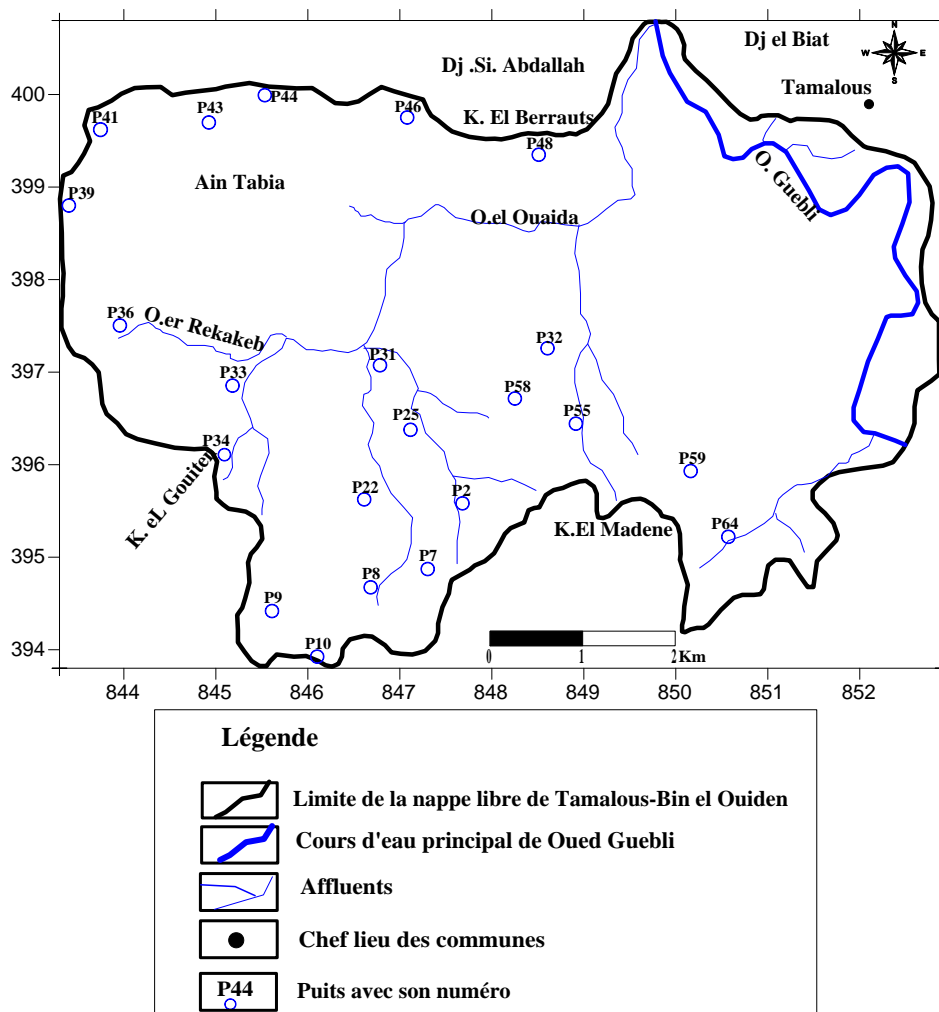 N
W E
S
Dj el Biat
Dj .Si. Abdallah
Tamalous
400
P44
P43
P46
P41
K. El Berrauts
P48
399
Ain Tabia
P39
O. Guebli
O.el Ouaida
398
P36
O.er Rekakeb
P32
P31
397
P33
P58
P25
P55
P34
396
K. eL Gouiter
P59
P22
P2
K.El Madene
P64
395
P7
P8
P9
394
P10
0 1 2 Km
844 845 846 847 848 849 850 851 852
Légende
Limite de la nappe libre de Tamalous-Bin el Ouiden
Cours d'eau principal de Oued Guebli
Affluents
Chef lieu des communes
P44
Puits avec son numéro